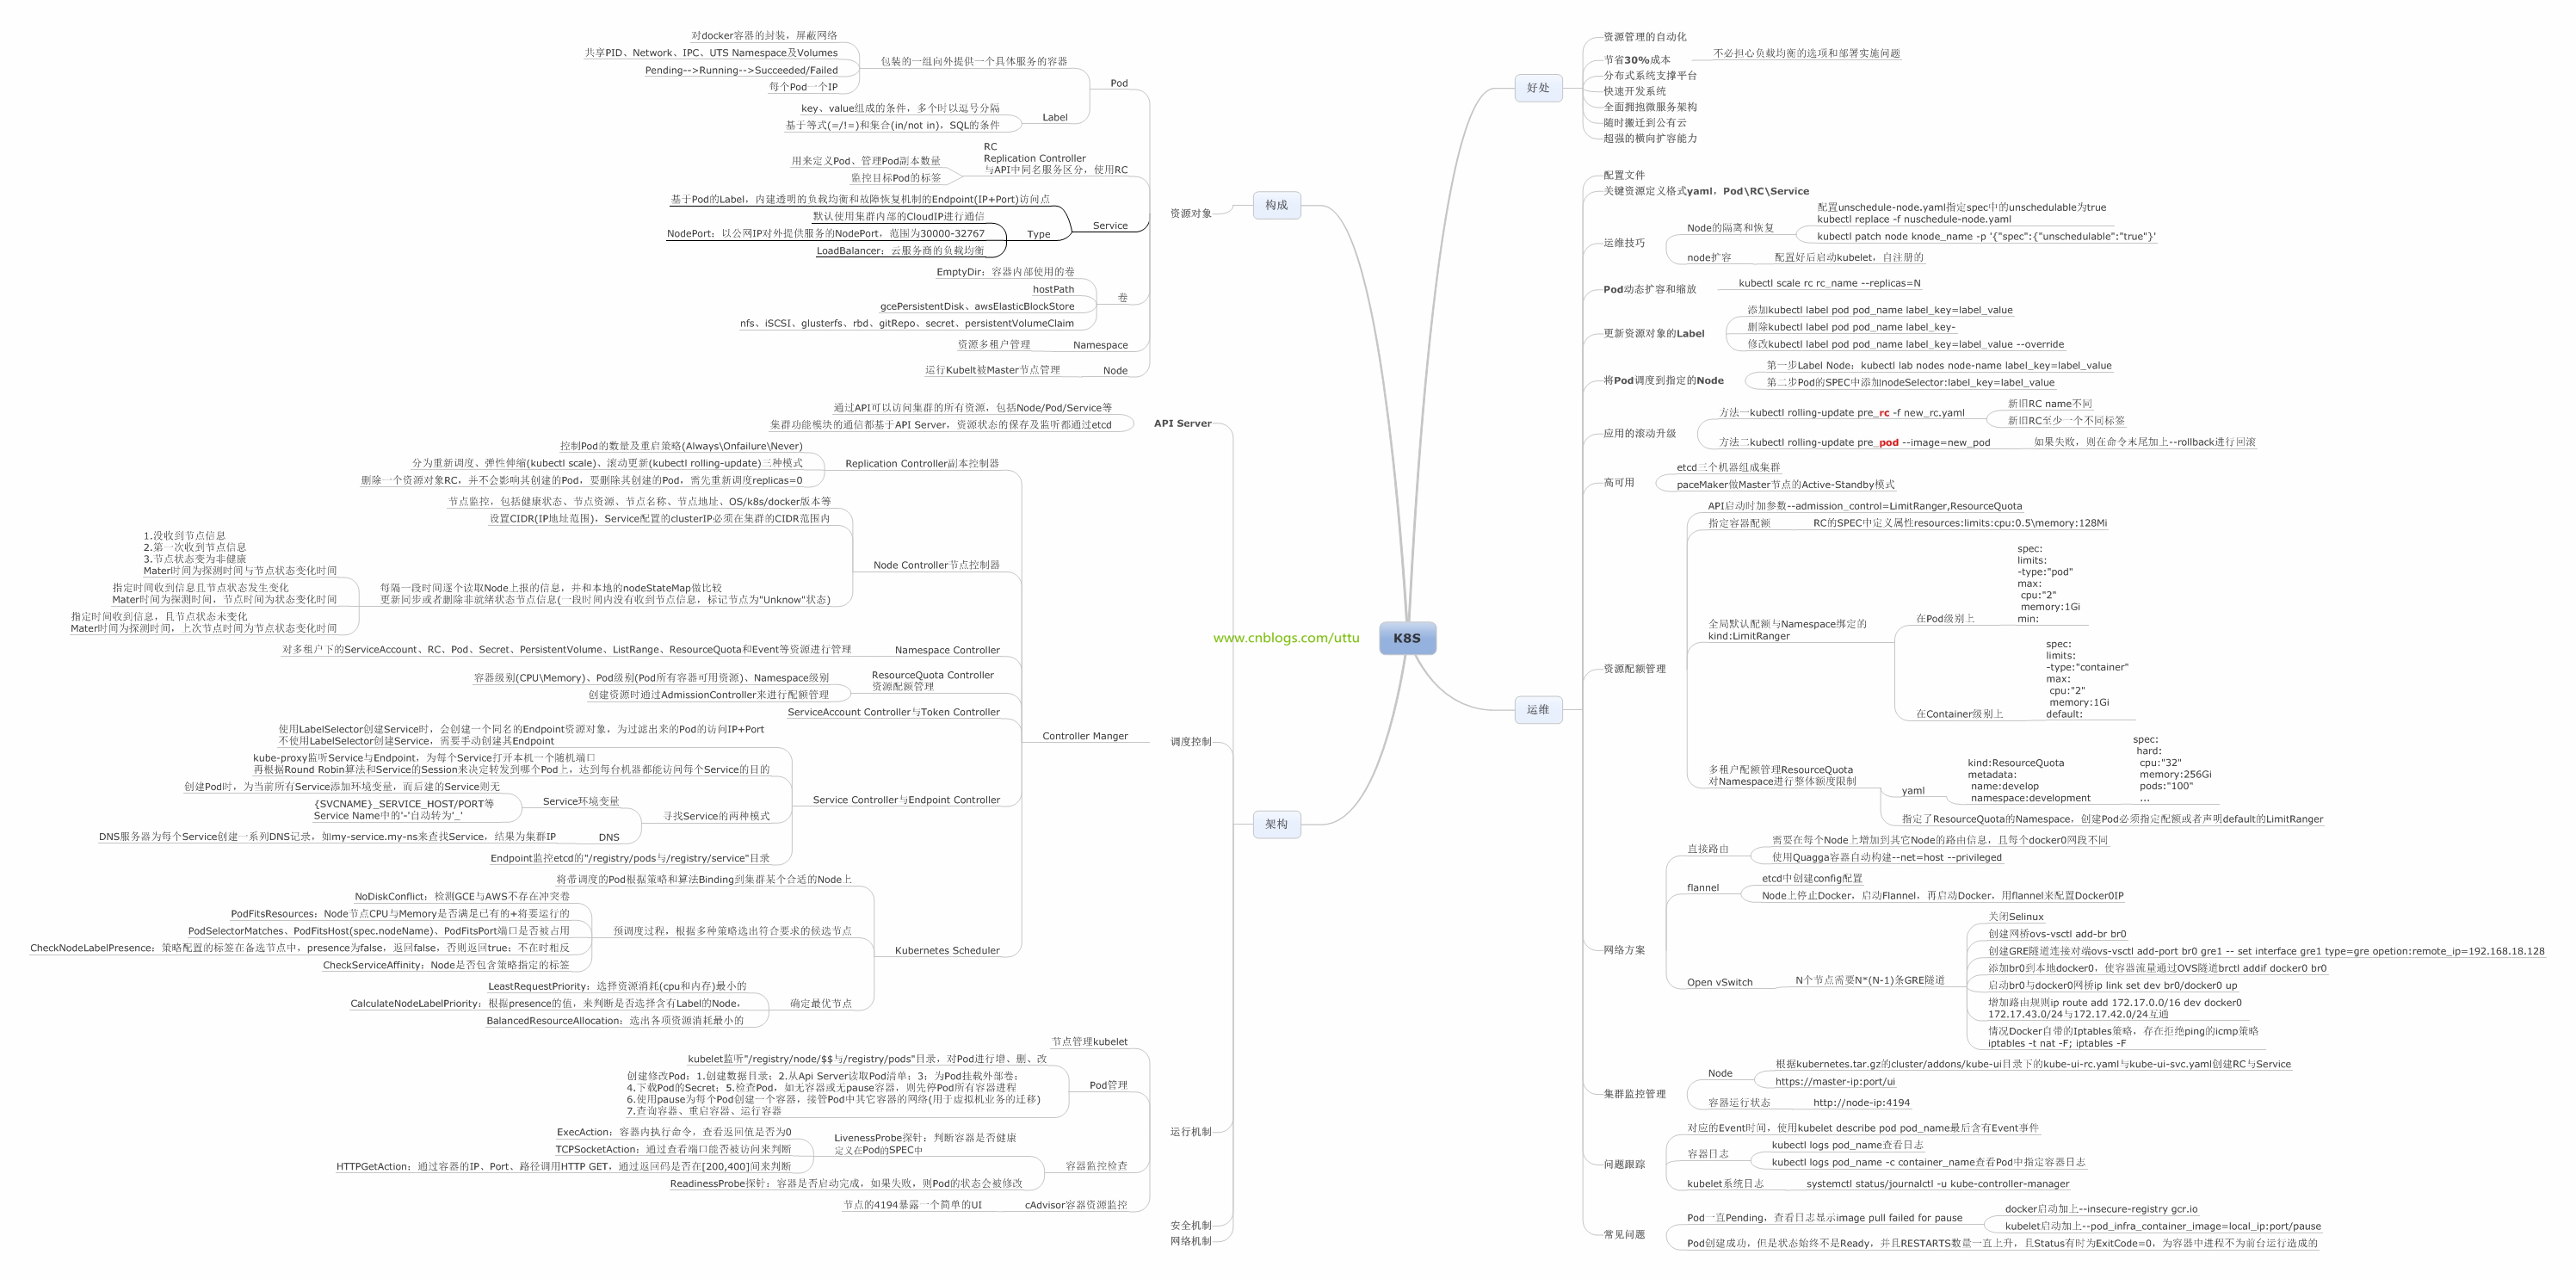 K8S
www.cnblogs.com/uttu
构成
资源对象
Pod
包装的一组向外提供一个具体服务的容器
对docker容器的封装，屏蔽网络
共享PID、Network、IPC、UTS Namespace及Volumes
Pending-->Running-->Succeeded/Failed
每个Pod一个IP
Label
key、value组成的条件，多个时以逗号分隔
基于等式(=/!=)和集合(in/not in)，SQL的条件
RC
Replication Controller
与API中同名服务区分，使用RC
用来定义Pod、管理Pod副本数量
监控目标Pod的标签
Service
基于Pod的Label，内建透明的负载均衡和故障恢复机制的Endpoint(IP+Port)访问点
Type
默认使用集群内部的CloudIP进行通信
NodePort：以公网IP对外提供服务的NodePort，范围为30000-32767
LoadBalancer：云服务商的负载均衡
卷
EmptyDir：容器内部使用的卷
hostPath
gcePersistentDisk、awsElasticBlockStore
nfs、iSCSI、glusterfs、rbd、gitRepo、secret、persistentVolumeClaim
Namespace
资源多租户管理
Node
运行Kubelt被Master节点管理
架构
API Server
通过API可以访问集群的所有资源，包括Node/Pod/Service等
集群功能模块的通信都基于API Server，资源状态的保存及监听都通过etcd
调度控制
Controller Manger
Replication Controller副本控制器
控制Pod的数量及重启策略(Always\Onfailure\Never)
分为重新调度、弹性伸缩(kubectl scale)、滚动更新(kubectl rolling-update)三种模式
删除一个资源对象RC，并不会影响其创建的Pod，要删除其创建的Pod，需先重新调度replicas=0
Node Controller节点控制器
节点监控，包括健康状态、节点资源、节点名称、节点地址、OS/k8s/docker版本等
设置CIDR(IP地址范围)，Service配置的clusterIP必须在集群的CIDR范围内
每隔一段时间逐个读取Node上报的信息，并和本地的nodeStateMap做比较
更新同步或者删除非就绪状态节点信息(一段时间内没有收到节点信息，标记节点为"Unknow"状态)
1.没收到节点信息
2.第一次收到节点信息
3.节点状态变为非健康
Mater时间为探测时间与节点状态变化时间
指定时间收到信息且节点状态发生变化
Mater时间为探测时间，节点时间为状态变化时间
指定时间收到信息，且节点状态未变化
Mater时间为探测时间，上次节点时间为节点状态变化时间
Namespace Controller
对多租户下的ServiceAccount、RC、Pod、Secret、PersistentVolume、ListRange、ResourceQuota和Event等资源进行管理
ResourceQuota Controller
资源配额管理
容器级别(CPU\Memory)、Pod级别(Pod所有容器可用资源)、Namespace级别
创建资源时通过AdmissionController来进行配额管理
ServiceAccount Controller与Token Controller
Service Controller与Endpoint Controller
使用LabelSelector创建Service时，会创建一个同名的Endpoint资源对象，为过滤出来的Pod的访问IP+Port
不使用LabelSelector创建Service，需要手动创建其Endpoint
kube-proxy监听Service与Endpoint，为每个Service打开本机一个随机端口
再根据Round Robin算法和Service的Session来决定转发到哪个Pod上，达到每台机器都能访问每个Service的目的
寻找Service的两种模式
Service环境变量
创建Pod时，为当前所有Service添加环境变量，而后建的Service则无
{SVCNAME}_SERVICE_HOST/PORT等
Service Name中的'-'自动转为'_'
DNS
DNS服务器为每个Service创建一系列DNS记录，如my-service.my-ns来查找Service，结果为集群IP
Endpoint监控etcd的"/registry/pods与/registry/service"目录
Kubernetes Scheduler
将带调度的Pod根据策略和算法Binding到集群某个合适的Node上
预调度过程，根据多种策略选出符合要求的候选节点
NoDiskConflict：检测GCE与AWS不存在冲突卷
PodFitsResources：Node节点CPU与Memory是否满足已有的+将要运行的
PodSelectorMatches、PodFitsHost(spec.nodeName)、PodFitsPort端口是否被占用
CheckNodeLabelPresence：策略配置的标签在备选节点中，presence为false，返回false，否则返回true；不在时相反
CheckServiceAffinity：Node是否包含策略指定的标签
确定最优节点
LeastRequestPriority：选择资源消耗(cpu和内存)最小的
CalculateNodeLabelPriority：根据presence的值，来判断是否选择含有Label的Node，
BalancedResourceAllocation：选出各项资源消耗最小的
运行机制
节点管理kubelet
Pod管理
kubelet监听"/registry/node/$$与/registry/pods"目录，对Pod进行增、删、改
创建修改Pod：1.创建数据目录；2.从Api Server读取Pod清单；3：为Pod挂载外部卷；
4.下载Pod的Secret；5.检查Pod，如无容器或无pause容器，则先停Pod所有容器进程
6.使用pause为每个Pod创建一个容器，接管Pod中其它容器的网络(用于虚拟机业务的迁移)
7.查询容器、重启容器、运行容器
容器监控检查
LivenessProbe探针：判断容器是否健康
定义在Pod的SPEC中
ExecAction：容器内执行命令，查看返回值是否为0
TCPSocketAction：通过查看端口能否被访问来判断
HTTPGetAction：通过容器的IP、Port、路径调用HTTP GET，通过返回码是否在[200,400]间来判断
ReadinessProbe探针：容器是否启动完成，如果失败，则Pod的状态会被修改
cAdvisor容器资源监控
节点的4194暴露一个简单的UI
安全机制
网络机制
好处
资源管理的自动化
节省30%成本
不必担心负载均衡的选项和部署实施问题
分布式系统支撑平台
快速开发系统
全面拥抱微服务架构
随时搬迁到公有云
超强的横向扩容能力
运维
配置文件
关键资源定义格式yaml，Pod\RC\Service
运维技巧
Node的隔离和恢复
配置unschedule-node.yaml指定spec中的unschedulable为true
kubectl replace -f nuschedule-node.yaml
kubectl patch node knode_name -p '{"spec":{"unschedulable":"true"}'
node扩容
配置好后启动kubelet，自注册的
Pod动态扩容和缩放
kubectl scale rc rc_name --replicas=N
更新资源对象的Label
添加kubectl label pod pod_name label_key=label_value
删除kubectl label pod pod_name label_key-
修改kubectl label pod pod_name label_key=label_value --override
将Pod调度到指定的Node
第一步Label Node：kubectl lab nodes node-name label_key=label_value
第二步Pod的SPEC中添加nodeSelector:label_key=label_value
应用的滚动升级
方法一kubectl rolling-update pre_rc -f new_rc.yaml
新旧RC name不同
新旧RC至少一个不同标签
方法二kubectl rolling-update pre_pod --image=new_pod
如果失败，则在命令末尾加上--rollback进行回滚
高可用
etcd三个机器组成集群
paceMaker做Master节点的Active-Standby模式
资源配额管理
API启动时加参数--admission_control=LimitRanger,ResourceQuota
指定容器配额
RC的SPEC中定义属性resources:limits:cpu:0.5\memory:128Mi
全局默认配额与Namespace绑定的
kind:LimitRanger
在Pod级别上
spec:
limits:
-type:"pod"
max:
cpu:"2"
memory:1Gi
min:
在Container级别上
spec:
limits:
-type:"container"
max:
cpu:"2"
memory:1Gi
default:
多租户配额管理ResourceQuota
对Namespace进行整体额度限制
yaml
kind:ResourceQuota
metadata:
name:develop
namespace:development
spec:
hard:
cpu:"32"
memory:256Gi
pods:"100"
...
指定了ResourceQuota的Namespace，创建Pod必须指定配额或者声明default的LimitRanger
网络方案
直接路由
需要在每个Node上增加到其它Node的路由信息，且每个docker0网段不同
使用Quagga容器自动构建--net=host --privileged
flannel
etcd中创建config配置
Node上停止Docker，启动Flannel，再启动Docker，用flannel来配置Docker0IP
Open vSwitch
N个节点需要N*(N-1)条GRE隧道
关闭Selinux
创建网桥ovs-vsctl add-br br0
创建GRE隧道连接对端ovs-vsctl add-port br0 gre1 -- set interface gre1 type=gre opetion:remote_ip=192.168.18.128
添加br0到本地docker0，使容器流量通过OVS隧道brctl addif docker0 br0
启动br0与docker0网桥ip link set dev br0/docker0 up
增加路由规则ip route add 172.17.0.0/16 dev docker0
172.17.43.0/24与172.17.42.0/24互通
情况Docker自带的Iptables策略，存在拒绝ping的icmp策略
iptables -t nat -F; iptables -F
集群监控管理
Node
根据kubernetes.tar.gz的cluster/addons/kube-ui目录下的kube-ui-rc.yaml与kube-ui-svc.yaml创建RC与Service
https://master-ip:port/ui
容器运行状态
http://node-ip:4194
问题跟踪
对应的Event时间，使用kubelet describe pod pod_name最后含有Event事件
容器日志
kubectl logs pod_name查看日志
kubectl logs pod_name -c container_name查看Pod中指定容器日志
kubelet系统日志
systemctl status/journalctl -u kube-controller-manager
常见问题
Pod一直Pending，查看日志显示image pull failed for pause
docker启动加上--insecure-registry gcr.io
kubelet启动加上--pod_infra_container_image=local_ip:port/pause
Pod创建成功，但是状态始终不是Ready，并且RESTARTS数量一直上升，且Status有时为ExitCode=0，为容器中进程不为前台运行造成的